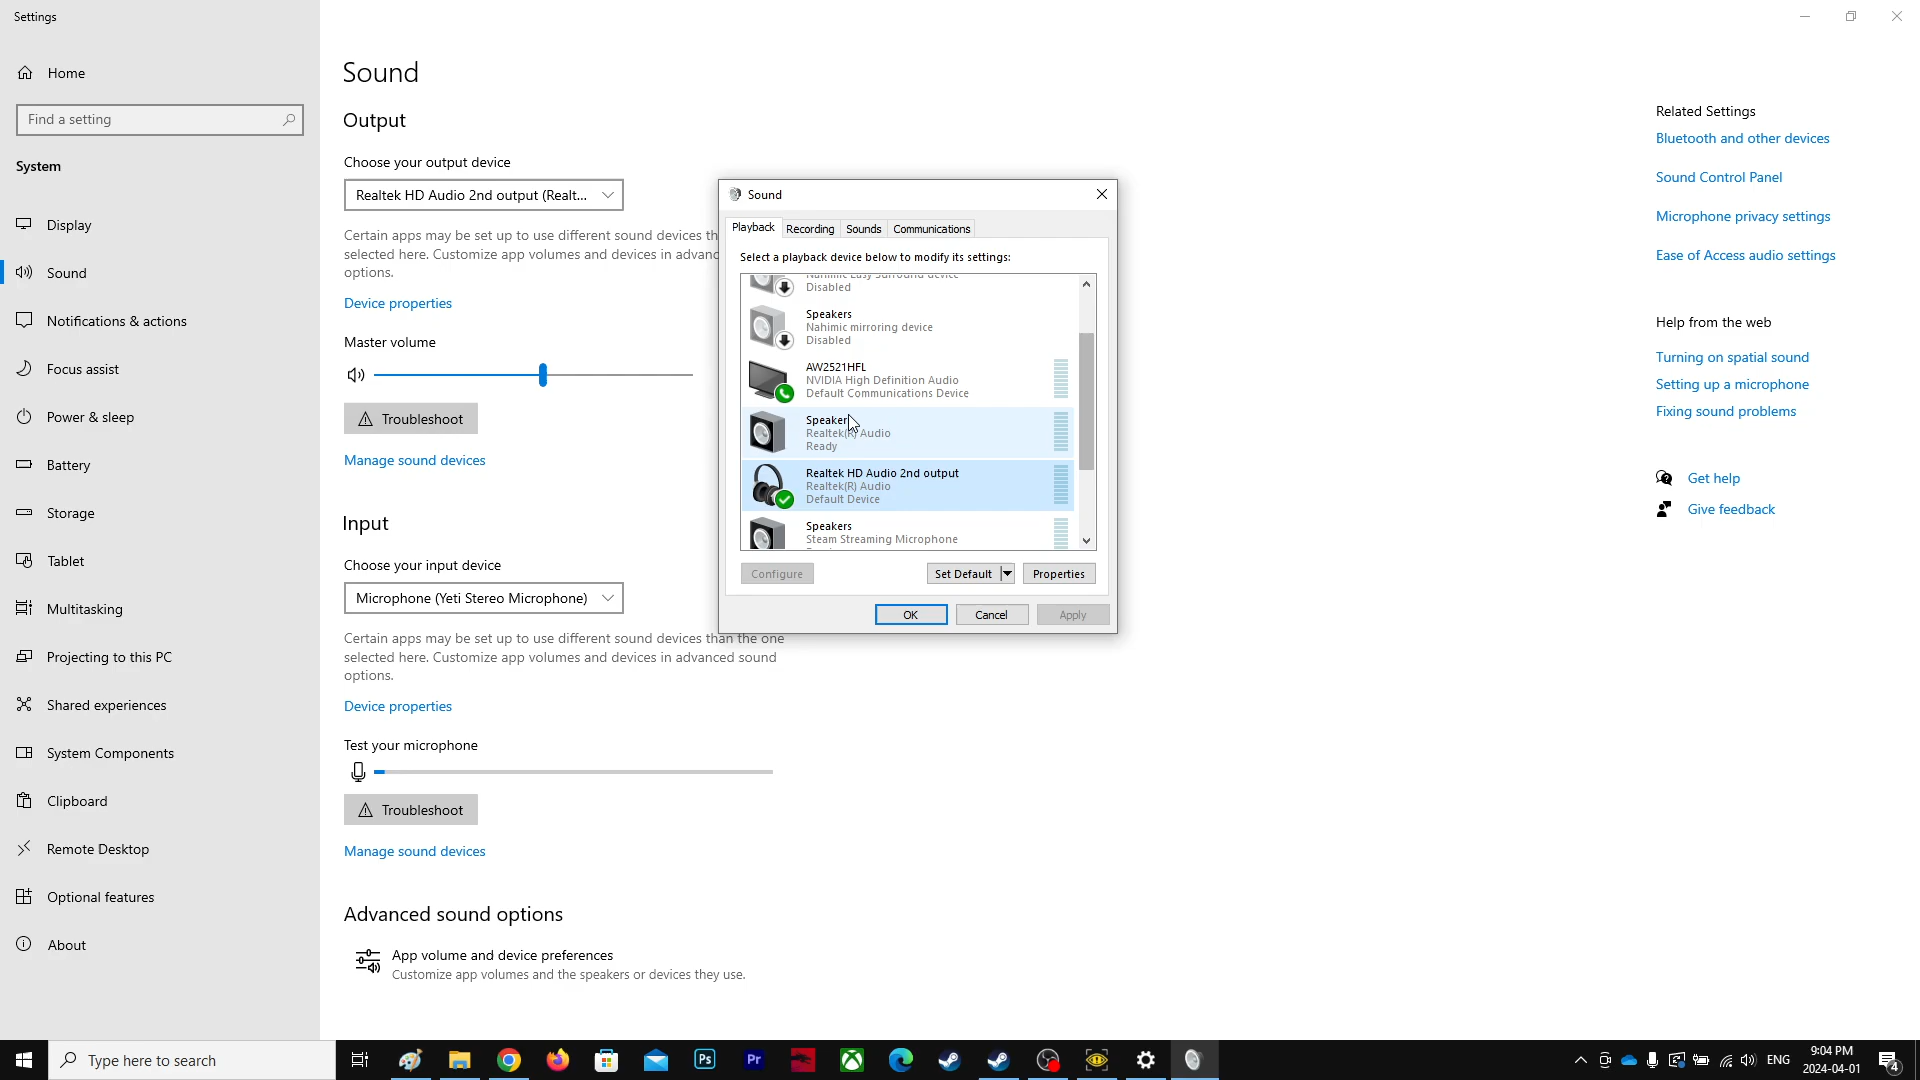 Settings
Home
Find a setting
System
Display
Sound
Notifications & actions
Focus assist
Power & sleep
Battery
Storage
Tablet
Multitasking
Projecting to this PC
Shared experiences
System Components
Clipboard
Remote Desktop
Optional features
About
Sound
Output
Choose your output device
Realtek HD Audio 2nd output (Realt...
Certain apps may be set up to use different sound devices th
selected here. Customize app volumes and devices in advanc
options.
Device properties
Master volume
Troubleshoot
Manage sound devices
Input
Choose your input device
Microphone (Yeti Stereo Microphone)
Certain apps may be set up to use different sound devices than the one
selected here. Customize app volumes and devices in advanced sound
options.
Device properties
Test your microphone
Troubleshoot
Manage sound devices
Advanced sound options
App volume and device preferences
Customize app volumes and the speakers or devices they use.
Sound
Playback Recording Sounds Communications
Select a playback device below to modify its settings:
Nahimic Easy Surround device
Disabled
Speakers
Nahimic mirroring device
Disabled
AW2521HFL
NVIDIA High Definition Audio
Default Communications Device
Speakers
Realtek(R) Audio
Ready
Realtek HD Audio 2nd output
Realtek(R) Audio
Default Device
Speakers
Steam Streaming Microphone
Configure Set Default Properties
OK Cancel Apply
Related Settings
Bluetooth and other devices
Sound Control Panel
Microphone privacy settings
Ease of Access audio settings
Help from the web
Turning on spatial sound
Setting up a microphone
Fixing sound problems
Get help
Give feedback
Type here to search
Ps
Pr
ENG
9:04 PM
2024-04-01
4